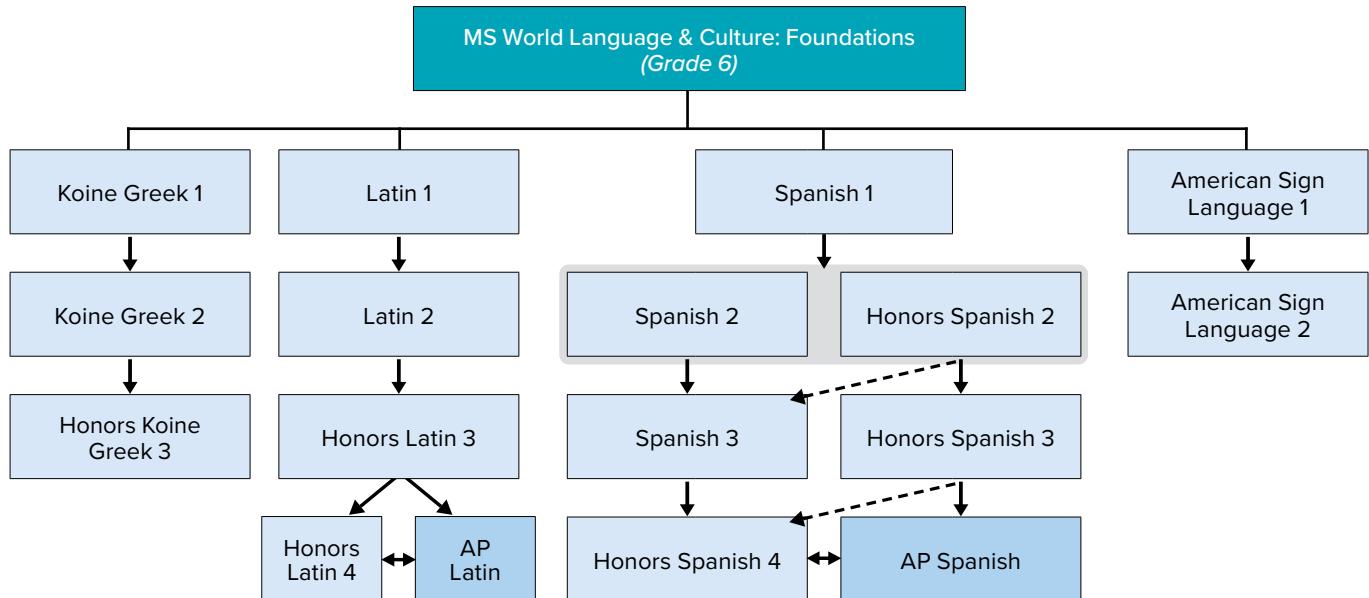 MS World Language & Culture: Foundations
(Grade 6)
Koine Greek 1
Latin 1
Spanish 1
American Sign
Language 1
Koine Greek 2
Latin 2
Spanish 2
Honors Spanish 2
American Sign
Language 2
Honors Koine
Greek 3
Honors Latin 3
Spanish 3
Honors Spanish 3
Honors
Latin 4
AP
Latin
Honors Spanish 4
AP Spanish